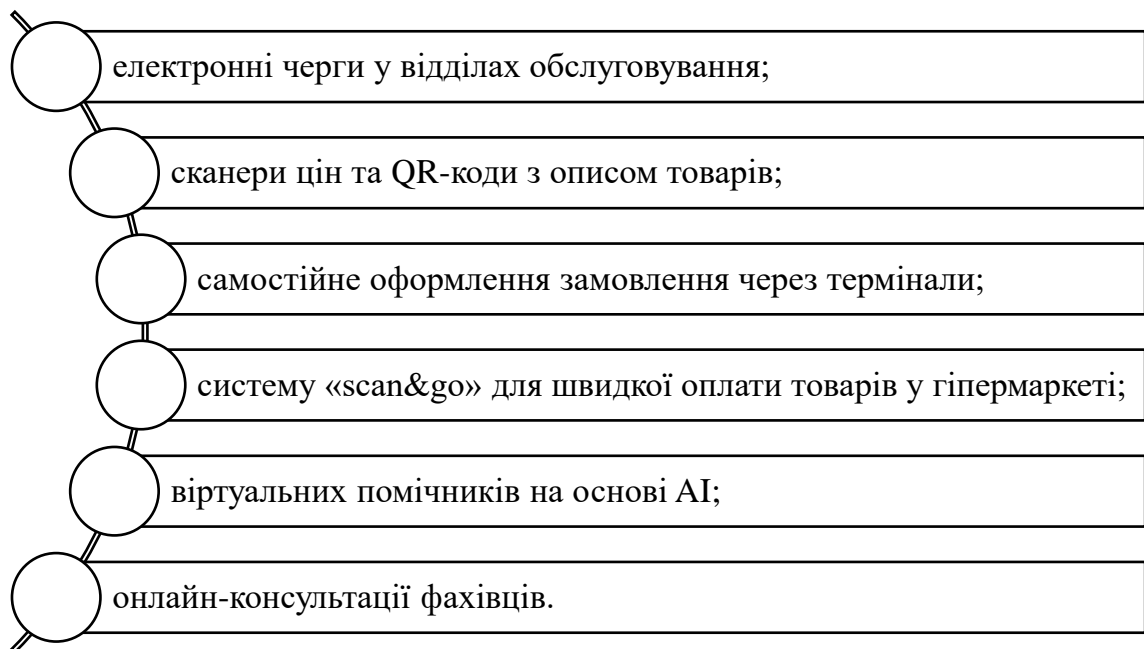 електронні черги у відділах обслуговування;
сканери цін та QR-коди з описом товарів;
самостійне оформлення замовлення через термінали;
систему «scan&go» для швидкої оплати товарів у гіпермаркеті;
віртуальних помічників на основі AI;
онлайн-консультації фахівців.